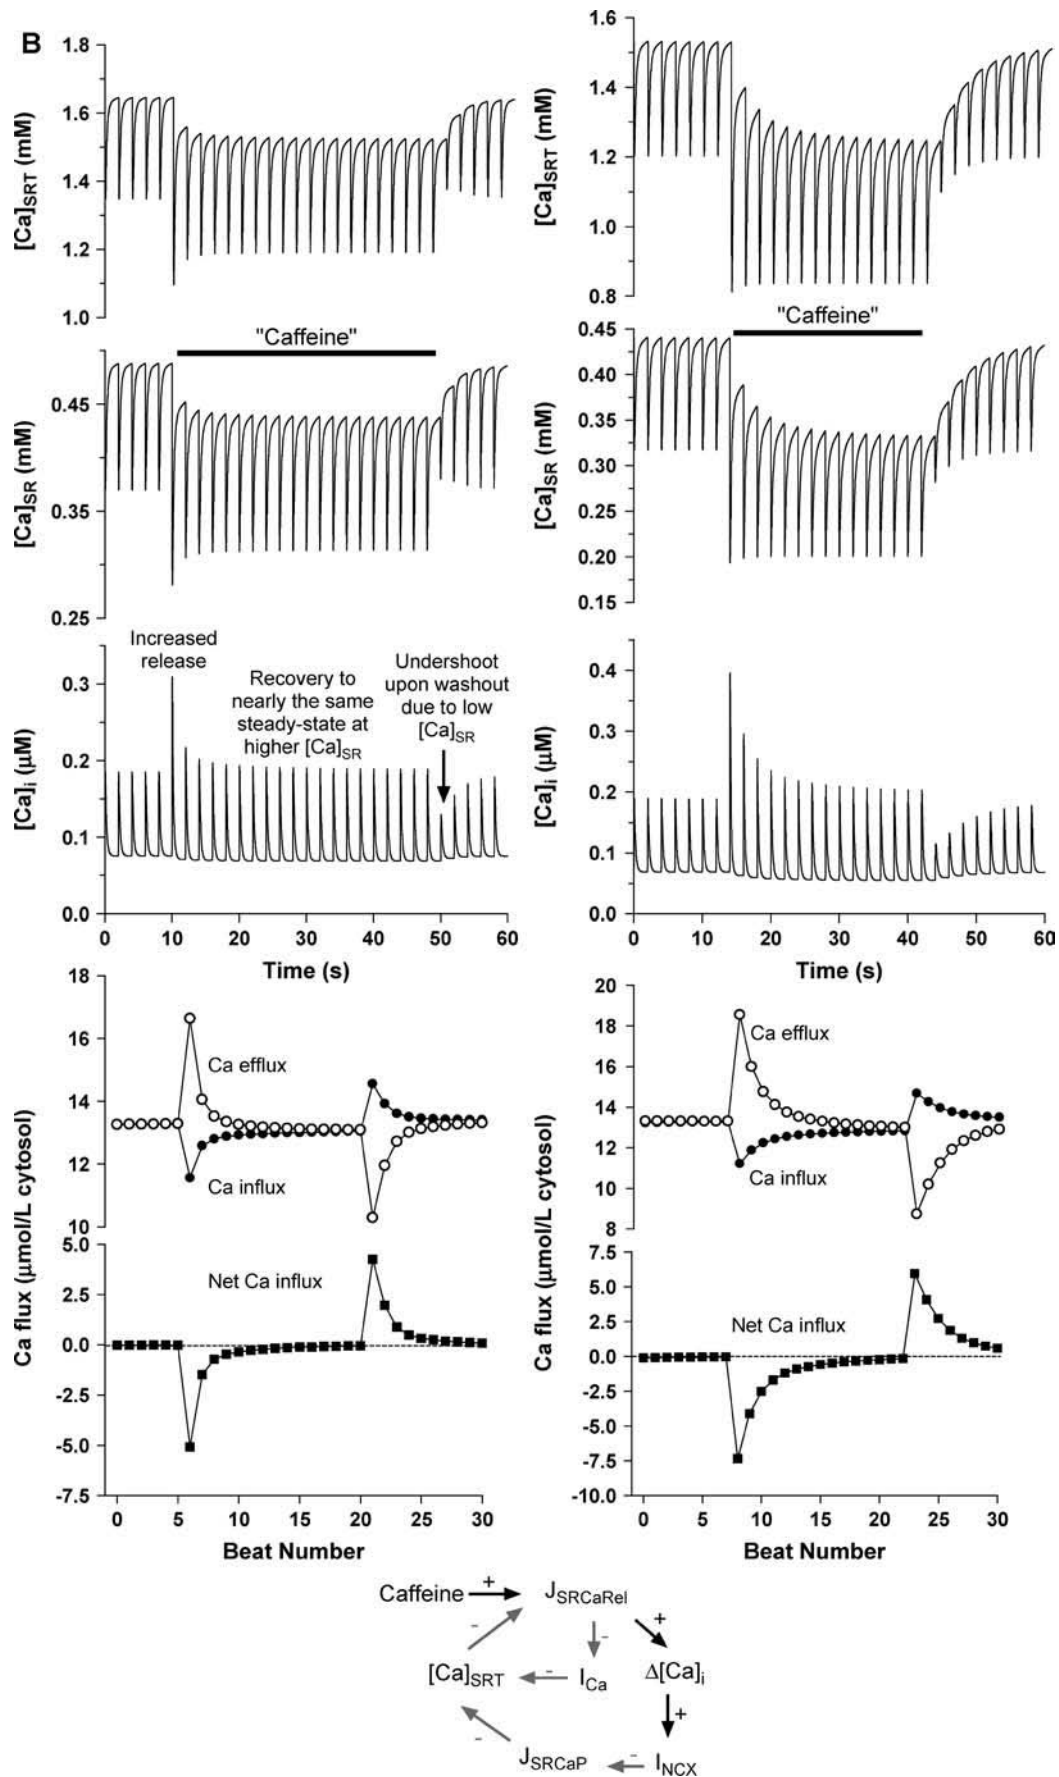 B
1.8
1.6
1.4
1.2
1.0
[Ca]SRT (mM)
1.6
1.5
1.2
1.0
0.8
[Ca]SRT (mM)
"Caffeine"
0.45
0.35
0.25
[Ca]SR (mM)
"Caffeine"
0.45
0.40
0.35
0.30
0.25
0.20
0.15
[Ca]SR (mM)
Increased
release
Recovery to
nearly the same
steady-state at
higher [Ca]SR
Undershoot
upon washout
due to low
[Ca]SR
0.3
0.2
0.1
0.0
[Ca]i (µM)
0 10 20 30 40 50 60
Time (s)
0.4
0.3
0.2
0.1
0.0
[Ca]i (µM)
0 10 20 30 40 50 60
Time (s)
18
16
14
12
10
Ca efflux
Ca influx
5.0
2.5
0.0
-2.5
-5.0
-7.5
Net Ca influx
Ca flux (µmol/L cytosol)
0 5 10 15 20 25 30
Beat Number
20
18
16
14
12
10
8
Ca efflux
Ca influx
7.5
5.0
2.5
0.0
-2.5
-5.0
-7.5
-10.0
Net Ca influx
Ca flux (µmol/L cytosol)
0 5 10 15 20 25 30
Beat Number
Caffeine + JSRCaRel
- - +
[Ca]SRT - ICa Δ[Ca]i
- +
JSRCaP - INCX